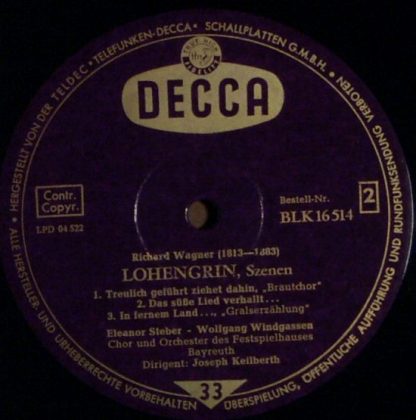 • HERGESTELLT VON DER TELDEC • TELEFUNKEN-DECCA • SCHALLPLATTEN G.M.B.H. •
ALLE HERSTELLER UND URHEBERRECHTE VORBEHALTEN
ÜBERSPIELUNG, ÖFFENTLICHE AUFFÜHRUNG UND RUNDFUNKSENDUNG VERBOTEN
DECCA
Contr.
Copyr.
LPD 04 522
Bestell-Nr.
BLK 16 514
2
Richard Wagner (1813—1883)
LOHENGRIN, Szenen
1. Treulich geführt ziehet dahin, „Brautchor"
2. Das süße Lied verhallt...
3. In fernem Land..., „Gralserzählung"
Eleanor Steber - Wolfgang Windgassen
Chor und Orchester des Festspielhauses
Bayreuth
Dirigent: Joseph Keilberth
33